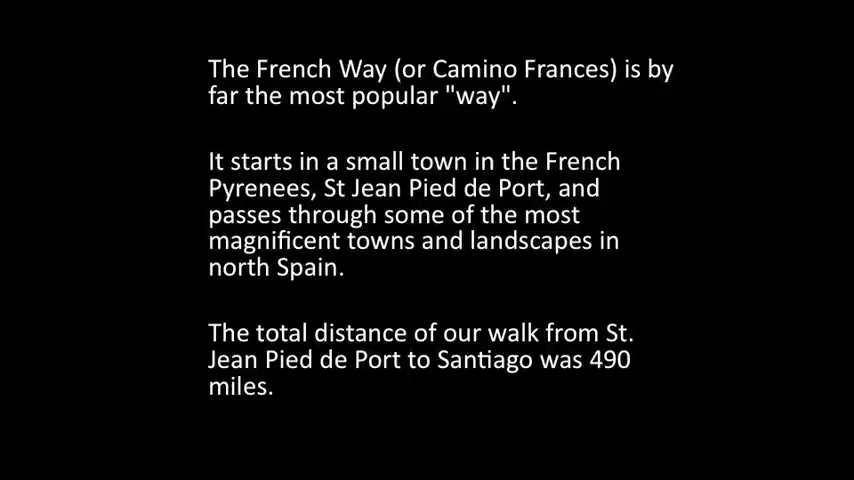 The French Way (or Camino Frances) is by
far the most popular "way".
It starts in a small town in the French
Pyrenees, St Jean Pied de Port, and
passes through some of the most
magnificent towns and landscapes in
north Spain.
The total distance of our walk from St.
Jean Pied de Port to Santiago was 490
miles.